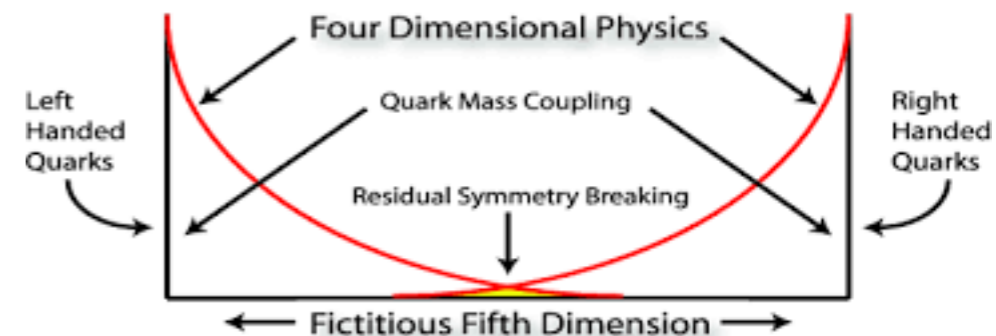 Four Dimensional Physics
Left
Handed
Quarks
Quark Mass Coupling
Right
Handed
Quarks
Residual Symmetry Breaking
Fictitious Fifth Dimension